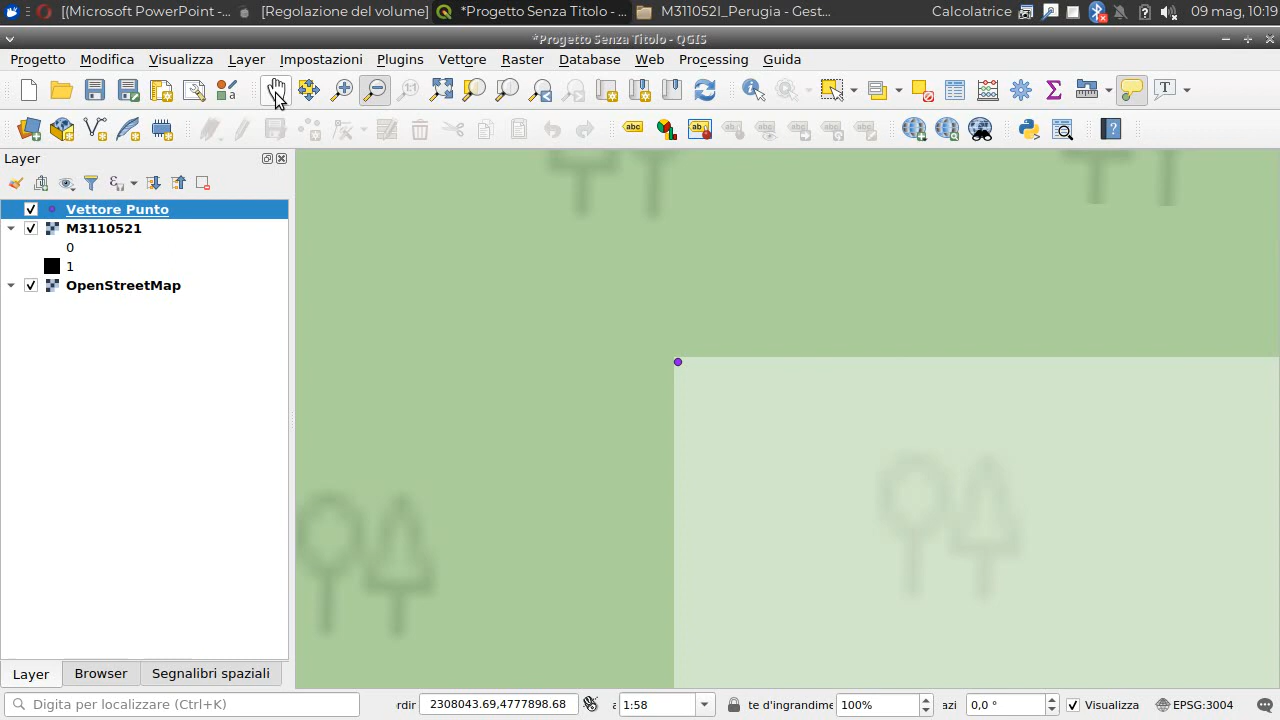 [(Microsoft PowerPoint -... [Regolazione del volume] *Progetto Senza Titolo - ... M3110521_Perugia - Gest... Calcolatrice 09 mag, 10:19
*Progetto Senza Titolo - QGIS
Progetto Modifica Visualizza Layer Impostazioni Plugins Vettore Raster Database Web Processing Guida
Layer
Vettore Punto
M3110521
0
1
OpenStreetMap
Layer Browser Segnalibri spaziali
Digita per localizzare (Ctrl+K) rdir 2308043.69,4777898.68 1:58 te d'ingrandime 100% azi 0,0 ° Visualizza EPSG:3004